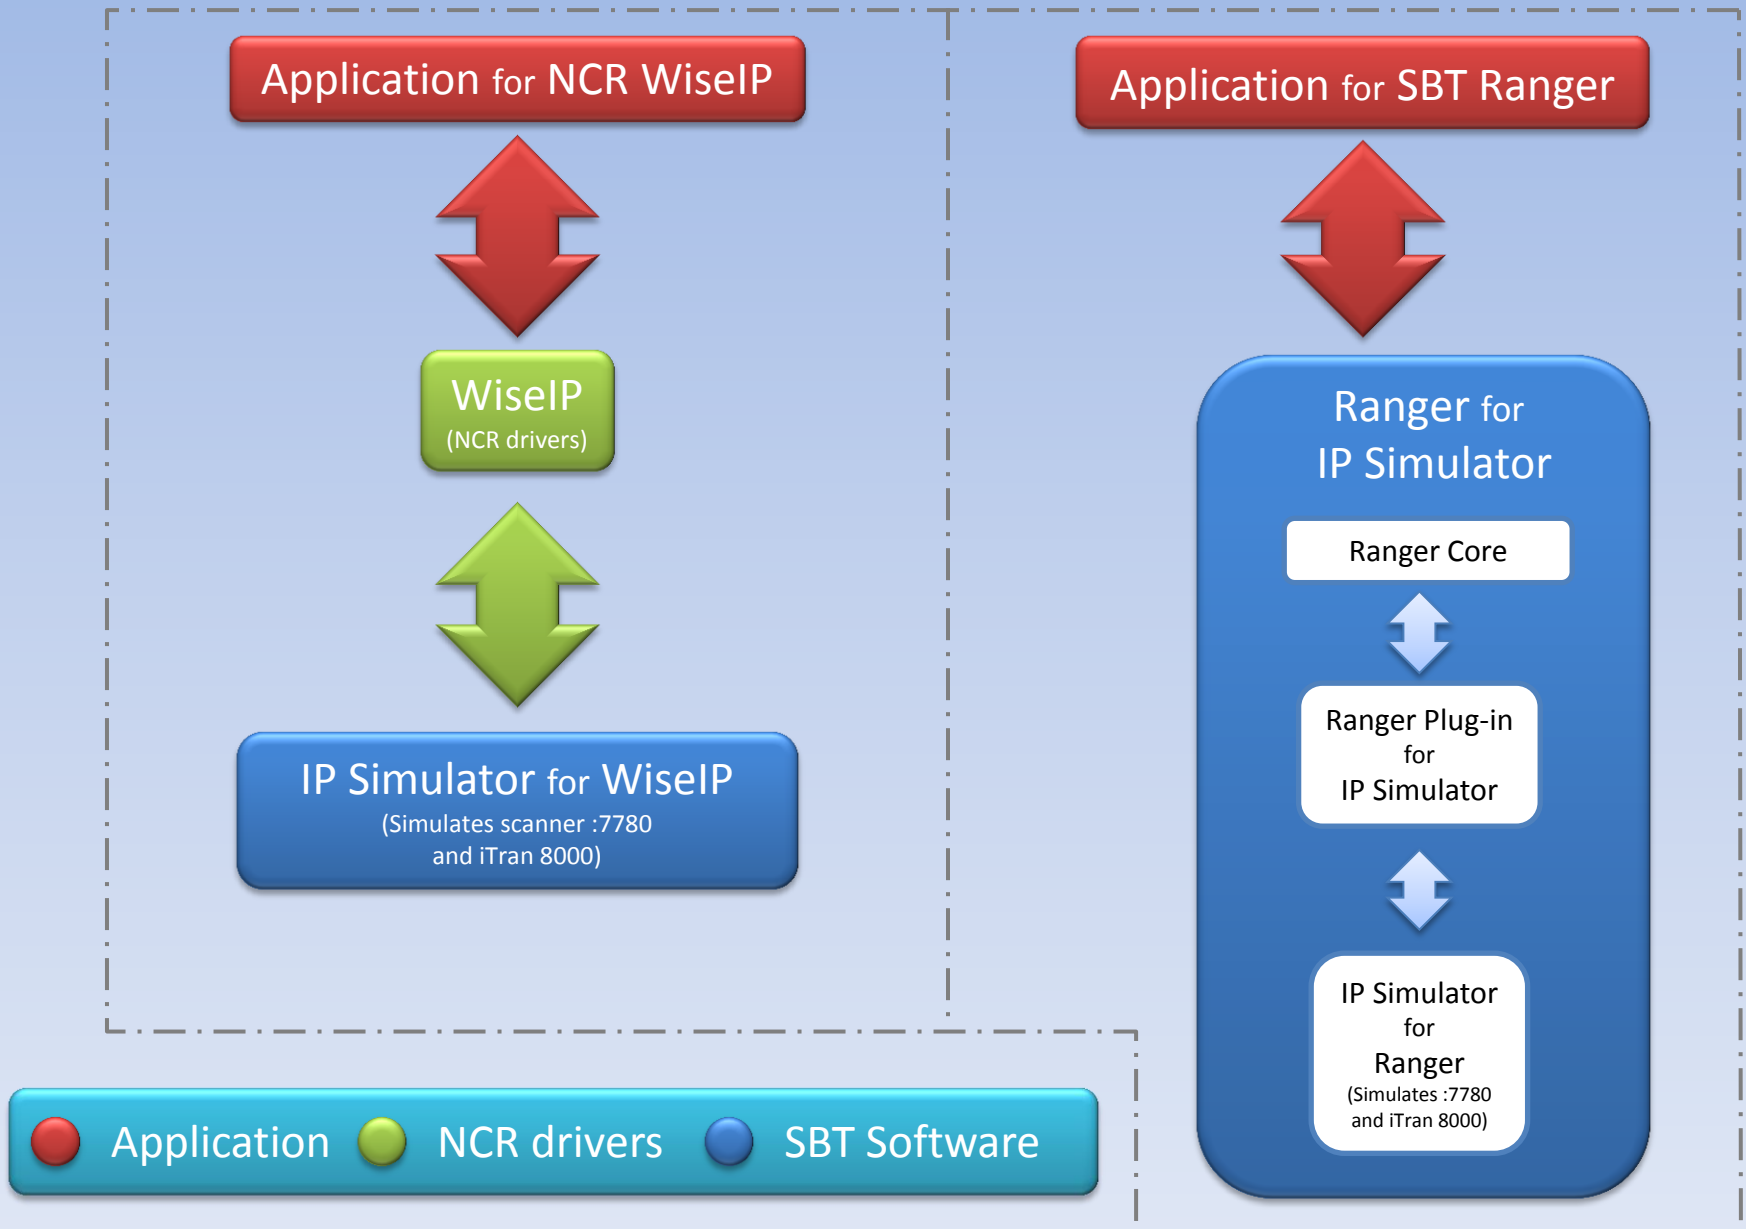 Application for NCR WiseIP
WiseIP
(NCR drivers)
IP Simulator for WiseIP
(Simulates scanner :7780
and iTran 8000)
Application for SBT Ranger
Ranger for
IP Simulator
Ranger Core
Ranger Plug-in
for
IP Simulator
IP Simulator
for
Ranger
(Simulates :7780
and iTran 8000)
Application NCR drivers SBT Software